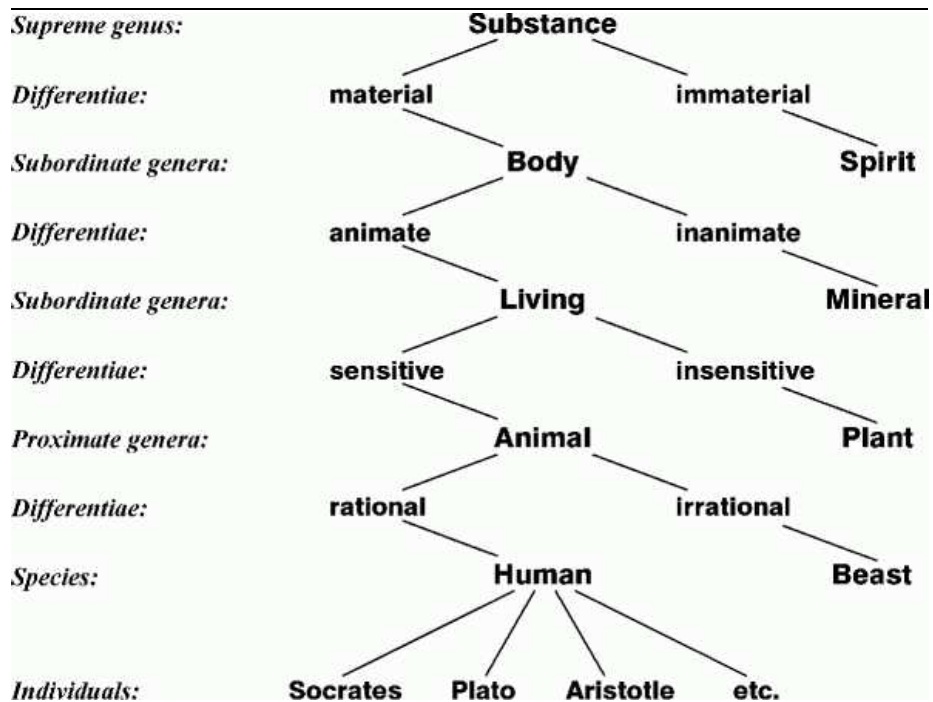 Supreme genus: Substance
Differentiae: material immaterial
Subordinate genera: Body Spirit
Differentiae: animate inanimate
Subordinate genera: Living Mineral
Differentiae: sensitive insensitive
Proximate genera: Animal Plant
Differentiae: rational irrational
Species: Human Beast
Individuals: Socrates Plato Aristotle etc.